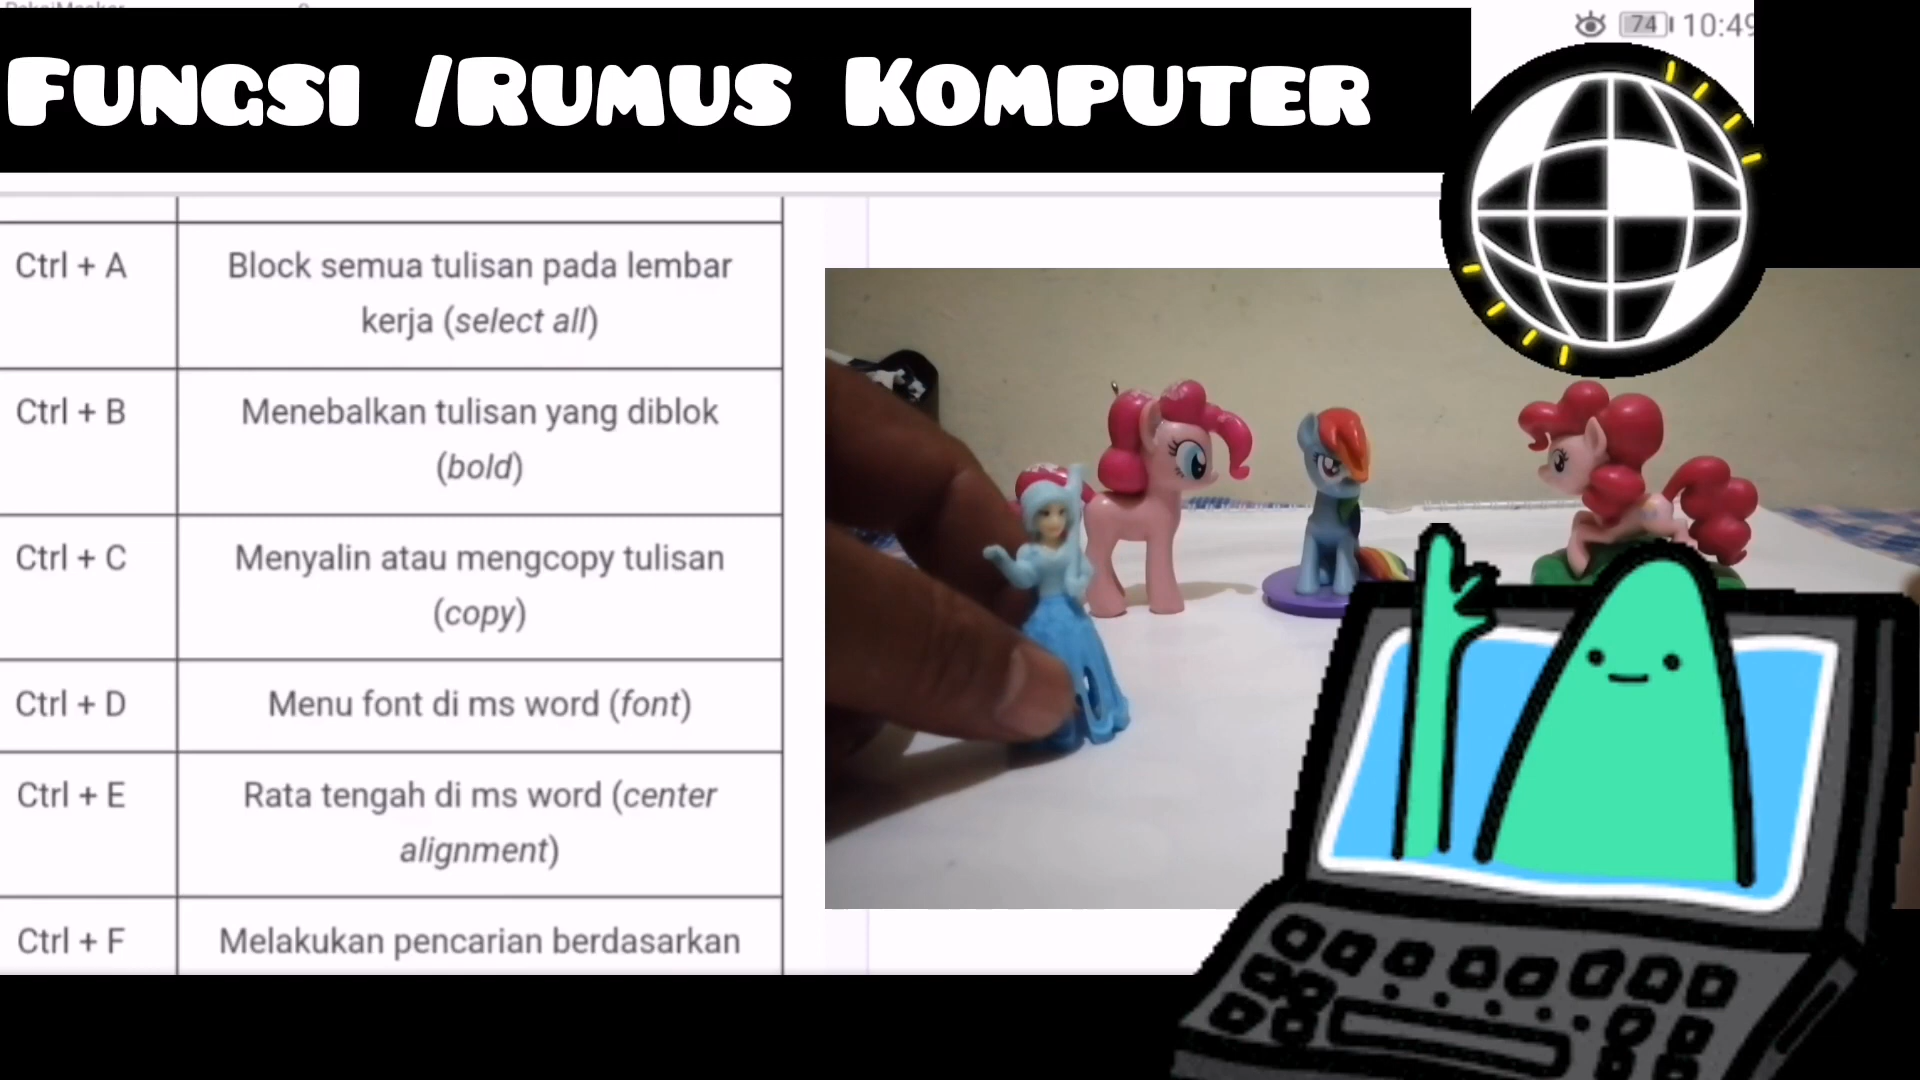 74 10:49
FUNGSI /RUMUS KOMPUTER
Ctrl + A
Block semua tulisan pada lembar
kerja (select all)
Ctrl + B
Menebalkan tulisan yang diblok
(bold)
Ctrl + C
Menyalin atau mengcopy tulisan
(copy)
Ctrl + D
Menu font di ms word (font)
Ctrl + E
Rata tengah di ms word (center
alignment)
Ctrl + F
Melakukan pencarian berdasarkan